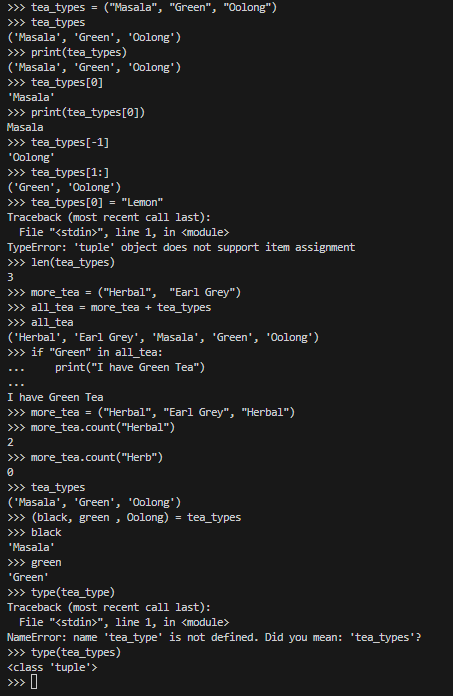 >>> tea_types = ("Masala", "Green", "Oolong")
>>> tea_types
('Masala', 'Green', 'Oolong')
>>> print(tea_types)
('Masala', 'Green', 'Oolong')
>>> tea_types[0]
'Masala'
>>> print(tea_types[0])
Masala
>>> tea_types[-1]
'Oolong'
>>> tea_types[1:]
('Green', 'Oolong')
>>> tea_types[0] = "Lemon"
Traceback (most recent call last):
  File "<stdin>", line 1, in <module>
TypeError: 'tuple' object does not support item assignment
>>> len(tea_types)
3
>>> more_tea = ("Herbal",  "Earl Grey")
>>> all_tea = more_tea + tea_types
>>> all_tea
('Herbal', 'Earl Grey', 'Masala', 'Green', 'Oolong')
>>> if "Green" in all_tea:
...     print("I have Green Tea")
...
I have Green Tea
>>> more_tea = ("Herbal", "Earl Grey", "Herbal")
>>> more_tea.count("Herbal")
2
>>> more_tea.count("Herb")
0
>>> tea_types
('Masala', 'Green', 'Oolong')
>>> (black, green , Oolong) = tea_types
>>> black
'Masala'
>>> green
'Green'
>>> type(tea_type)
Traceback (most recent call last):
  File "<stdin>", line 1, in <module>
NameError: name 'tea_type' is not defined. Did you mean: 'tea_types'?
>>> type(tea_types)
<class 'tuple'>
>>>